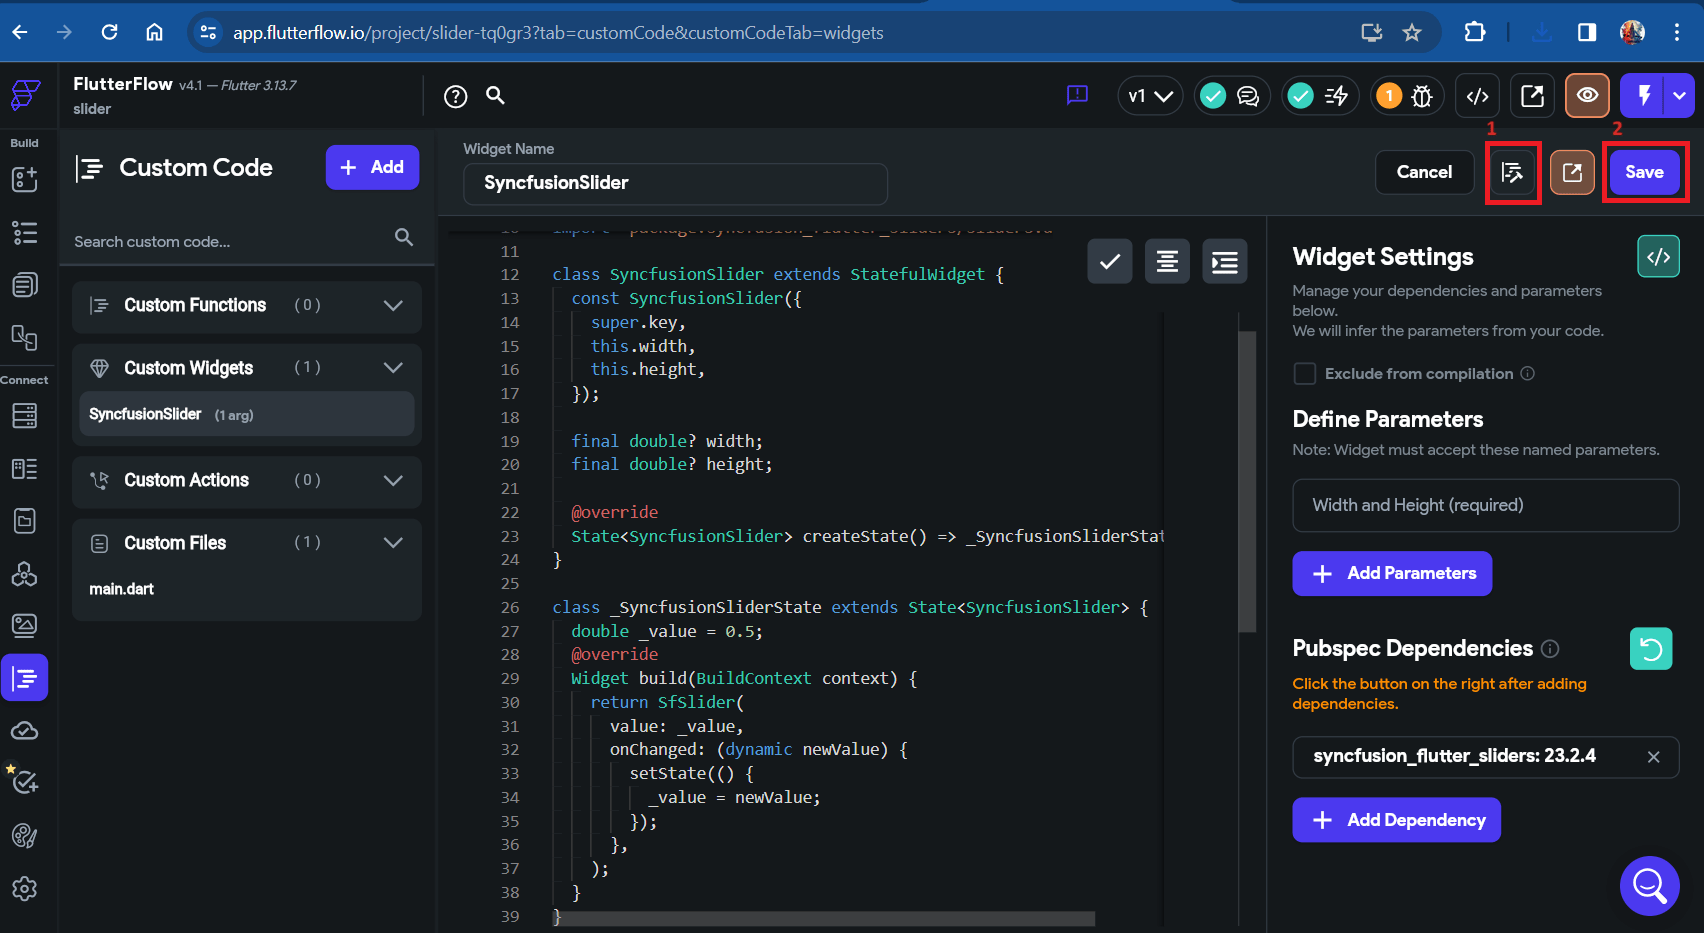 app.flutterflow.io/project/slider-tq0gr3?tab=customCode&customCodeTab=widgets
FlutterFlow v4.1 — Flutter 3.13.7
slider
v1
1
1
2
Build
Connect
Custom Code
+ Add
Search custom code...
Custom Functions (0)
Custom Widgets (1)
SyncfusionSlider (1 arg)
Custom Actions (0)
Custom Files (1)
main.dart
Widget Name
SyncfusionSlider
Cancel
Save
10 import 'package:syncfusion_flutter_sliders/sliders.d
11
12 class SyncfusionSlider extends StatefulWidget {
13 const SyncfusionSlider({
14 super.key,
15 this.width,
16 this.height,
17 });
18
19 final double? width;
20 final double? height;
21
22 @override
23 State<SyncfusionSlider> createState() => _SyncfusionSliderStat
24 }
25
26 class _SyncfusionSliderState extends State<SyncfusionSlider> {
27 double _value = 0.5;
28 @override
29 Widget build(BuildContext context) {
30 return SfSlider(
31 value: _value,
32 onChanged: (dynamic newValue) {
33 setState(() {
34 _value = newValue;
35 });
36 },
37 );
38 }
39 }
Widget Settings
Manage your dependencies and parameters
below.
We will infer the parameters from your code.
Exclude from compilation
Define Parameters
Note: Widget must accept these named parameters.
Width and Height (required)
+ Add Parameters
Pubspec Dependencies
Click the button on the right after adding
dependencies.
syncfusion_flutter_sliders: 23.2.4
+ Add Dependency